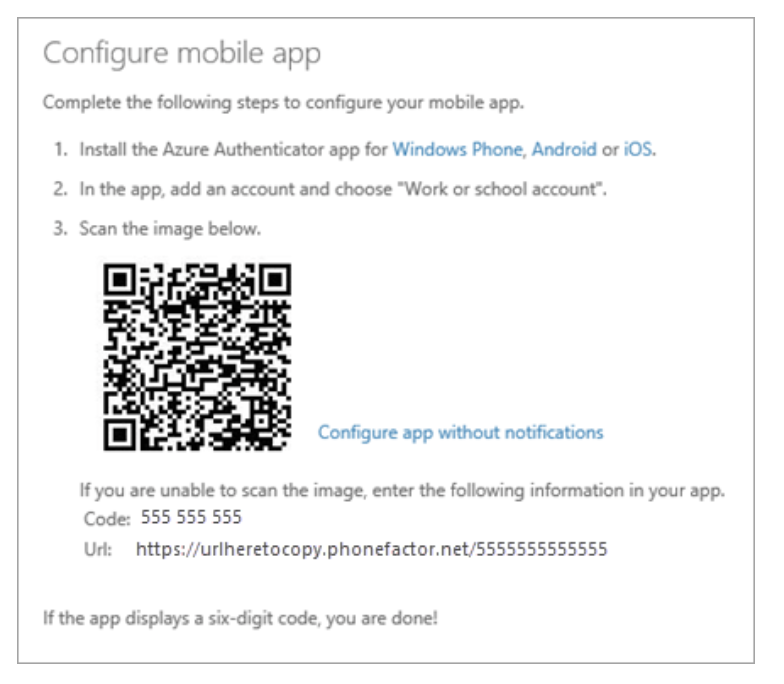 Configure mobile app
Complete the following steps to configure your mobile app.
1. Install the Azure Authenticator app for Windows Phone, Android or iOS.
2. In the app, add an account and choose "Work or school account".
3. Scan the image below.
Configure app without notifications
If you are unable to scan the image, enter the following information in your app.
Code: 555 555 555
Url: https://urlheretocopy.phonefactor.net/5555555555555
If the app displays a six-digit code, you are done!